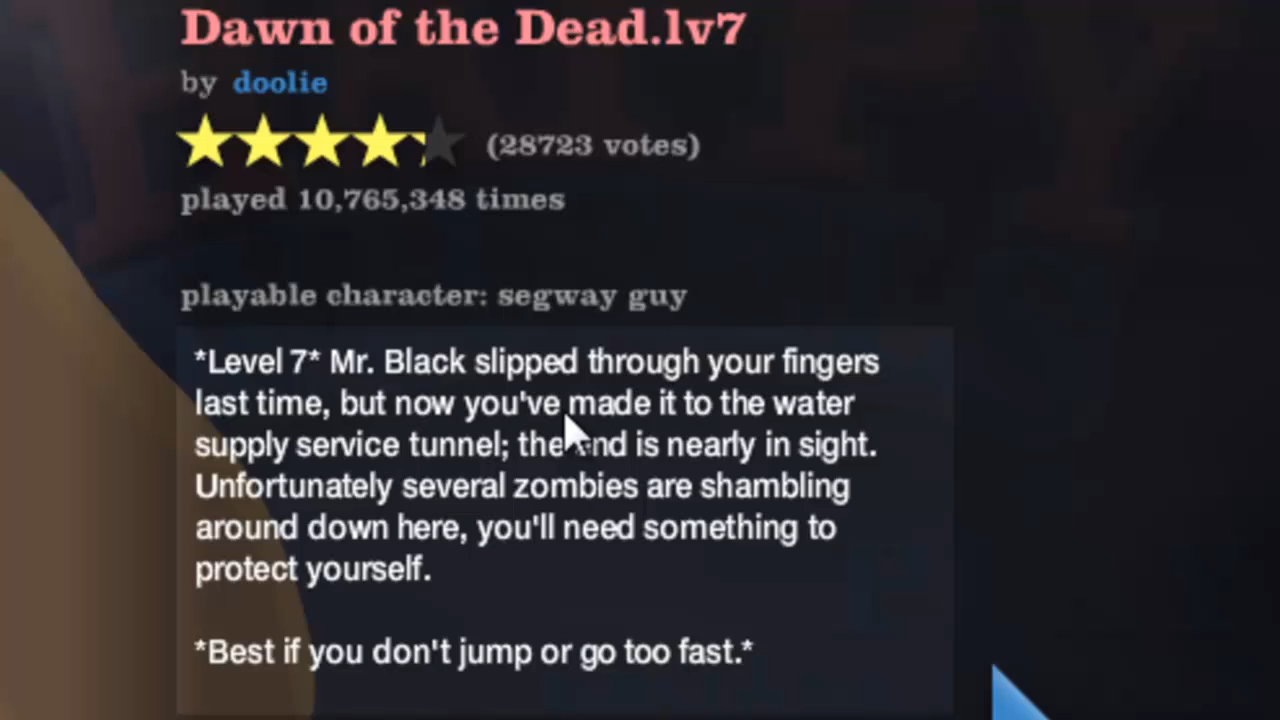 Dawn of the Dead.lv7
by doolie
(28723 votes)
played 10,765,348 times
playable character: segway guy
*Level 7* Mr. Black slipped through your fingers
last time, but now you've made it to the water
supply service tunnel; the end is nearly in sight.
Unfortunately several zombies are shambling
around down here, you'll need something to
protect yourself.
*Best if you don't jump or go too fast.*